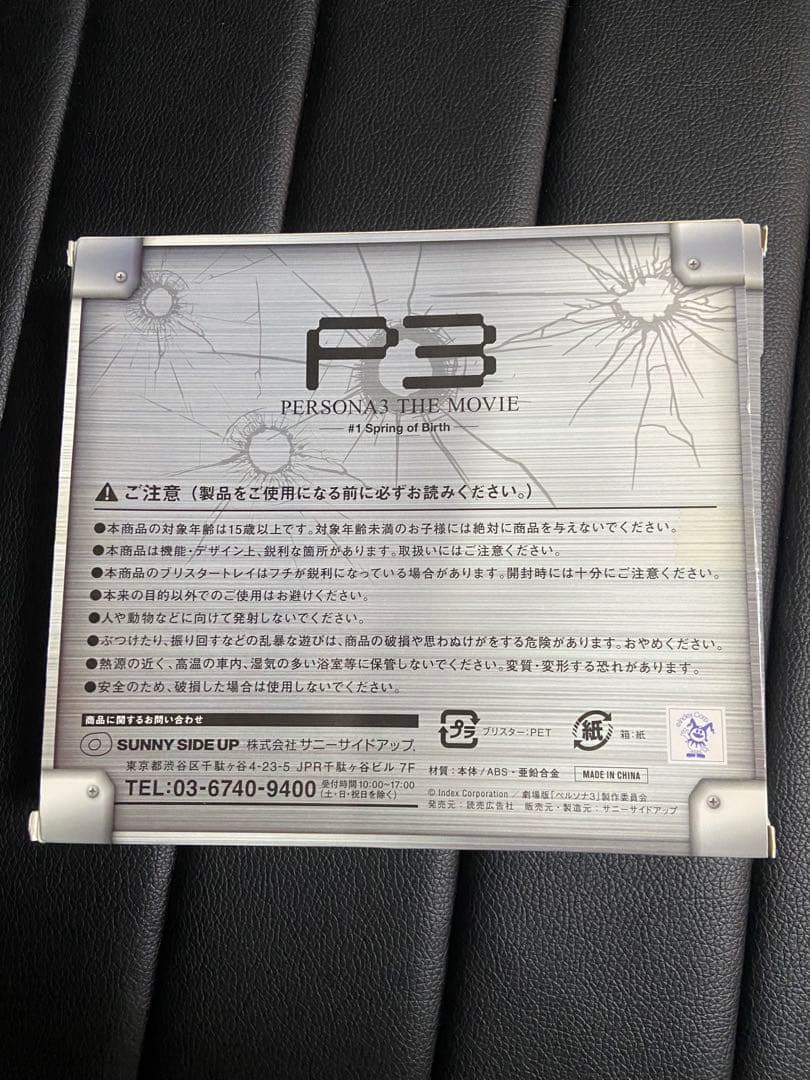 P3
PERSONA3 THE MOVIE
#1 Spring of Birth
ご注意（製品をご使用になる前に必ずお読みください。）
●本商品の対象年齢は15歳以上です。対象年齢未満のお子様には絶対に商品を与えないでください。
●本商品は機能・デザイン上、鋭利な箇所があります。取扱いにはご注意ください。
●本商品のブリスタートレイはフチが鋭利になっている場合があります。開封時には十分にご注意ください。
●本来の目的以外でのご使用はお避けください。
●人や動物などに向けて発射しないでください。
●ぶつけたり、振り回すなどの乱暴な遊びは、商品の破損や思わぬけがをする危険があります。おやめください。
●熱源の近く、高温の車内、湿気の多い浴室等に保管しないでください。変質・変形する恐れがあります。
●安全のため、破損した場合は使用しないでください。
商品に関するお問い合わせ
SUNNY SIDE UP 株式会社 サニーサイドアップ
東京都渋谷区千駄ヶ谷4-23-5 JPR千駄ヶ谷ビル 7F
TEL:03-6740-9400 受付時間10:00~17:00
(土・日・祝日を除く)
プラ ブリスター:PET
紙 箱:紙
材質:本体/ABS・亜鉛合金 MADE IN CHINA
© Index Corporation／劇場版「ペルソナ3」製作委員会
発売元:読売広告社 販売元・製造元:サニーサイドアップ